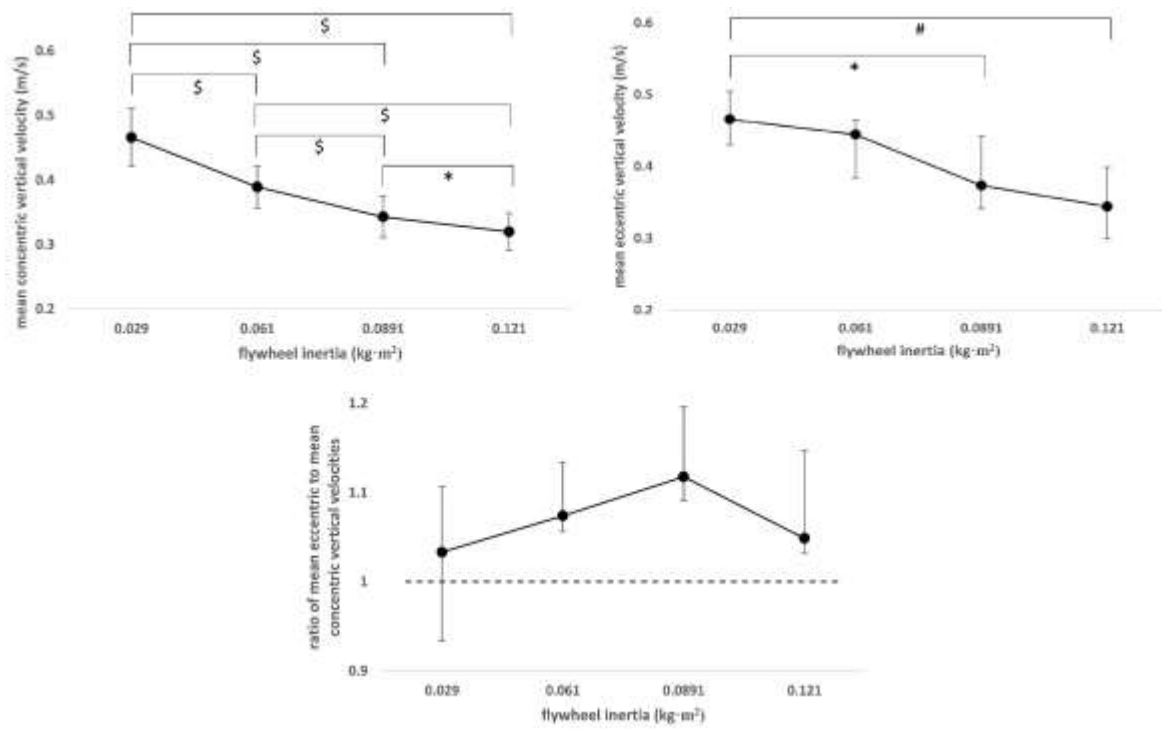 mean concentric vertical velocity (m/s)
0.6
0.5
0.4
0.3
0.2
$
$
$
$
$
*
0.029 0.061 0.0891 0.121
flywheel inertia (kg·m²)
mean eccentric vertical velocity (m/s)
0.6
0.5
0.4
0.3
0.2
#
*
0.029 0.061 0.0891 0.121
flywheel inertia (kg·m²)
ratio of mean eccentric to mean
concentric vertical velocities
1.2
1.1
1
0.9
0.029 0.061 0.0891 0.121
flywheel inertia (kg·m²)